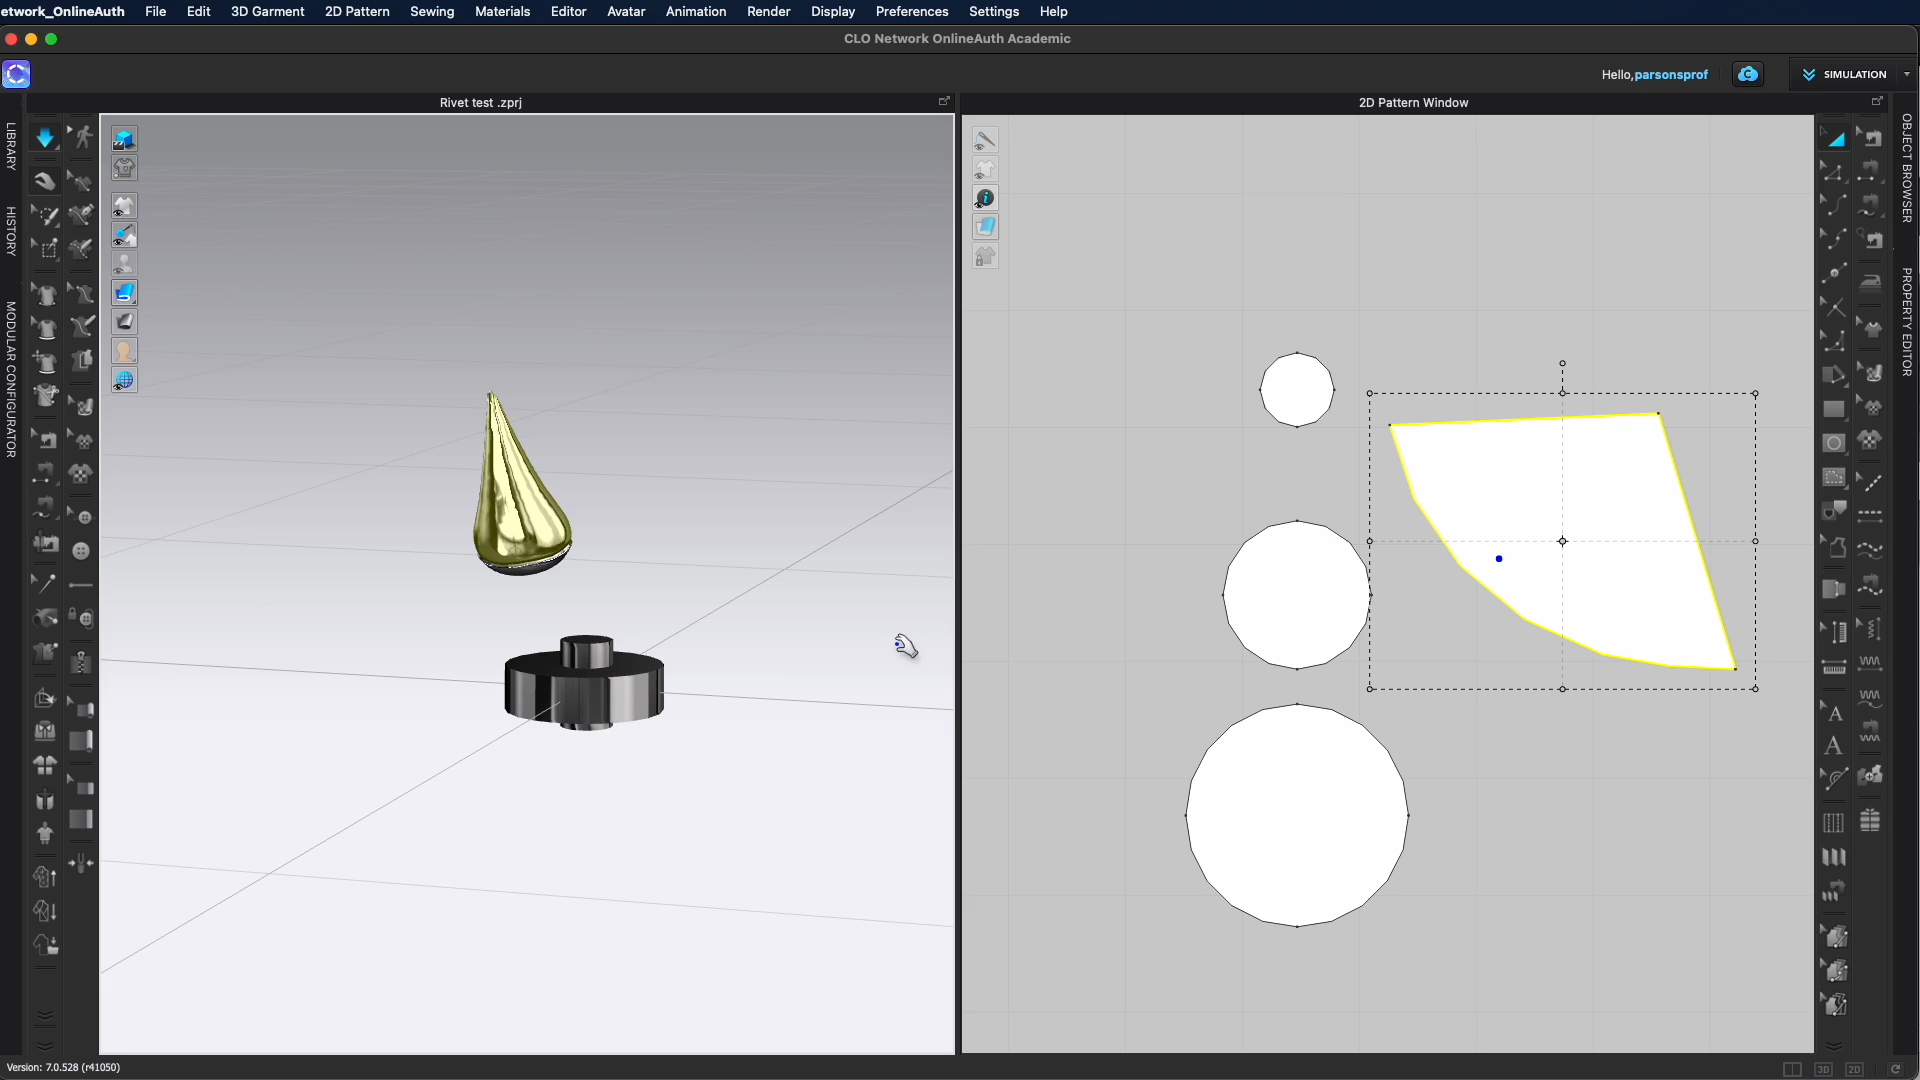 etwork_OnlineAuth File Edit 3D Garment 2D Pattern Sewing Materials Editor Avatar Animation Render Display Preferences Settings Help
CLO Network OnlineAuth Academic
Hello,parsonsprof
SIMULATION
Rivet test .zprj
2D Pattern Window
LIBRARY
HISTORY
MODULAR CONFIGURATOR
OBJECT BROWSER
PROPERTY EDITOR
A
A
Version: 7.0.528 (r41050)
3D 2D